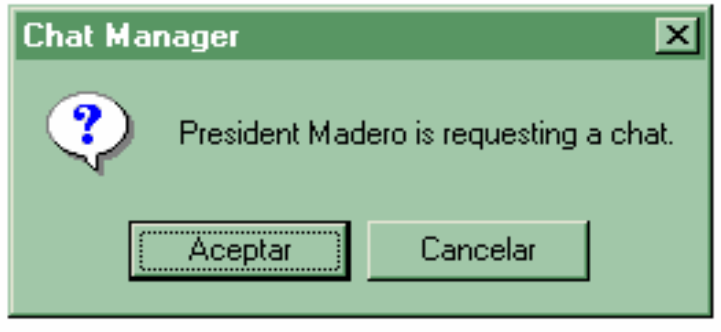 Chat Manager
?
President Madero is requesting a chat.
Aceptar
Cancelar